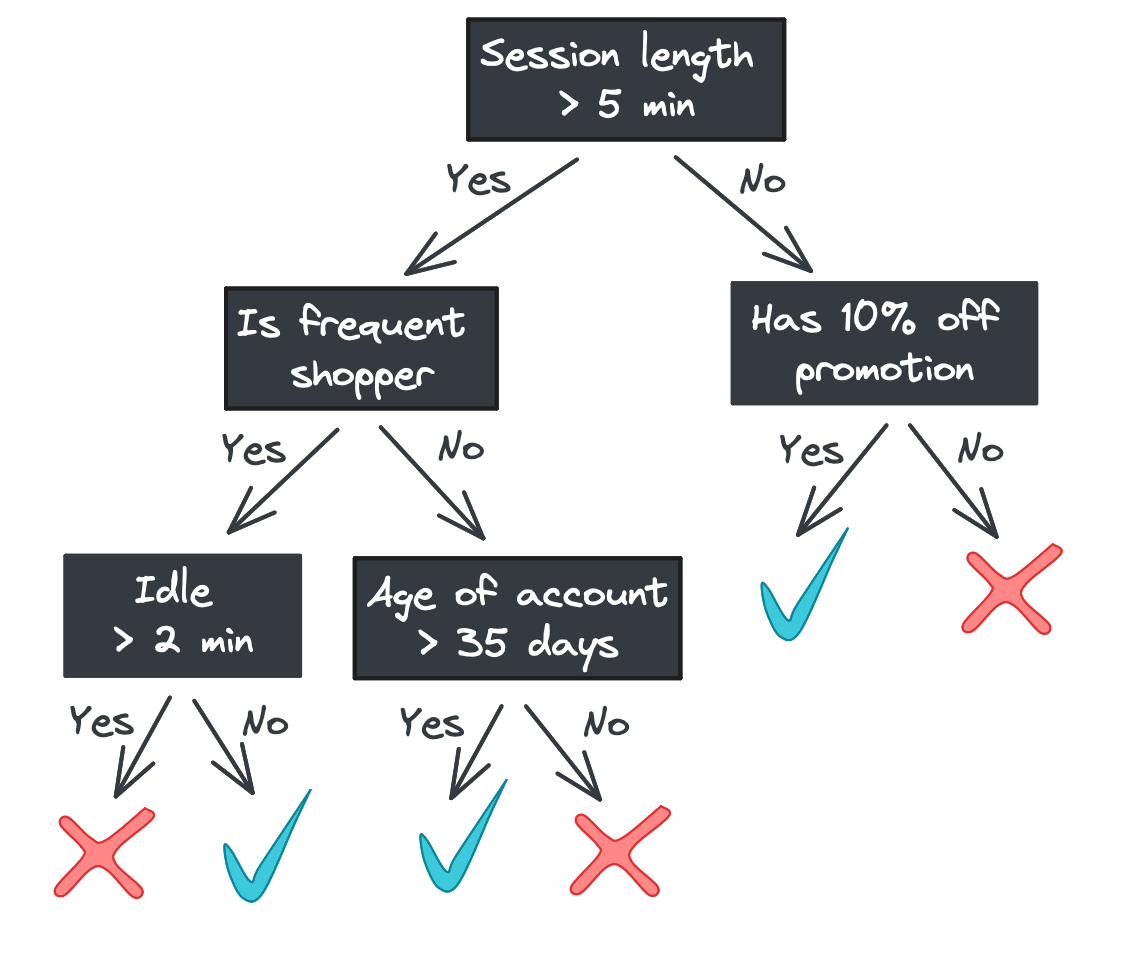 Session length
> 5 min
Yes
No
Is frequent
shopper
Has 10% off
promotion
Yes
No
Yes
No
Idle
> 2 min
Age of account
> 35 days
Yes
No
Yes
No